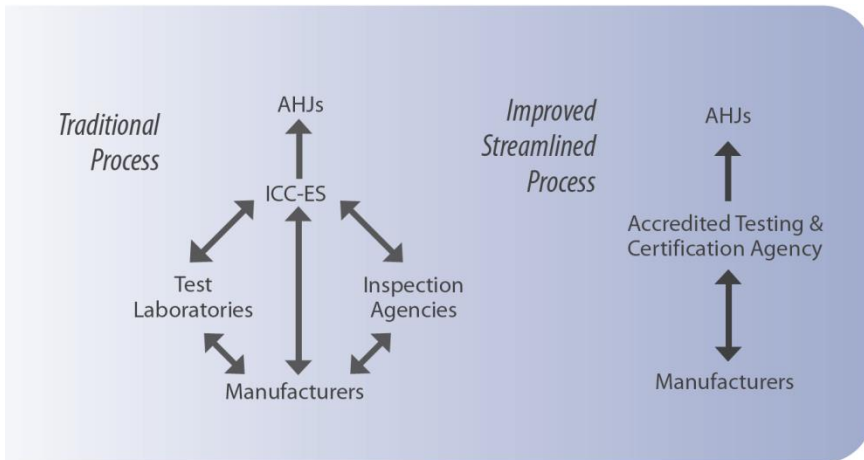 Traditional
Process
AHJs
ICC-ES
Test
Laboratories
Inspection
Agencies
Manufacturers
Improved
Streamlined
Process
AHJs
Accredited Testing &
Certification Agency
Manufacturers